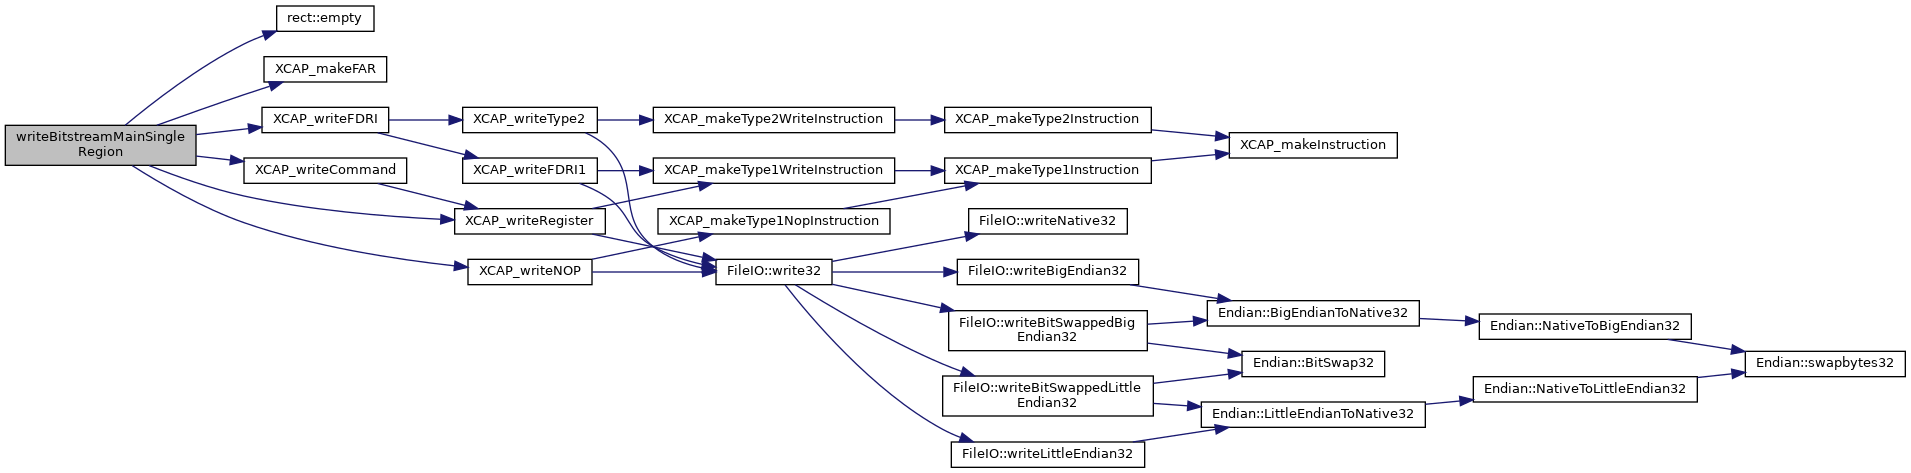 rect::empty
XCAP_makeFAR
XCAP_writeFDRI
XCAP_writeType2
XCAP_makeType2WriteInstruction
XCAP_makeType2Instruction
writeBitstreamMainSingle
Region
XCAP_makeInstruction
XCAP_writeCommand
XCAP_writeFDRI1
XCAP_makeType1WriteInstruction
XCAP_makeType1Instruction
XCAP_writeRegister
XCAP_makeType1NopInstruction
FileIO::writeNative32
XCAP_writeNOP
FileIO::write32
FileIO::writeBigEndian32
FileIO::writeBitSwappedBig
Endian32
Endian::BigEndianToNative32
Endian::NativeToBigEndian32
Endian::BitSwap32
Endian::swapbytes32
FileIO::writeBitSwappedLittle
Endian32
Endian::NativeToLittleEndian32
Endian::LittleEndianToNative32
FileIO::writeLittleEndian32